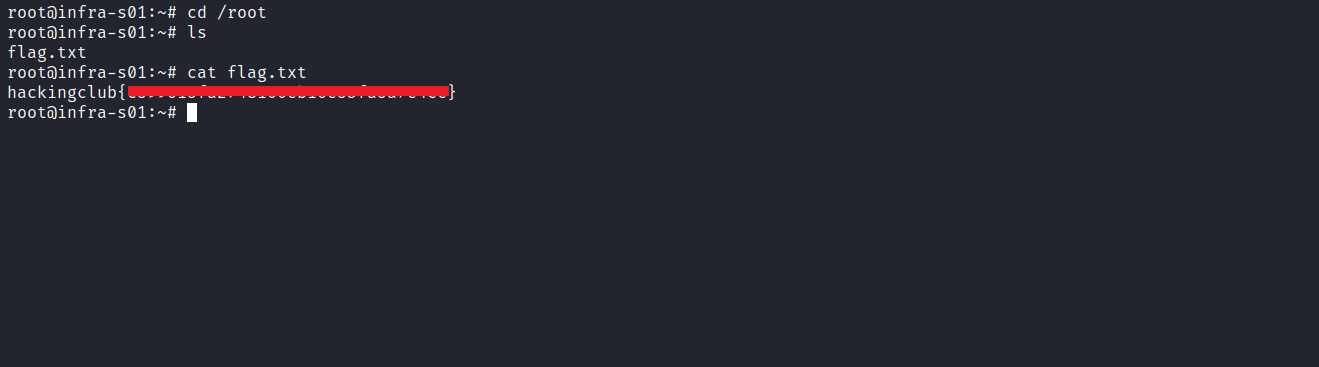 root@infra-s01:~# cd /root
root@infra-s01:~# ls
flag.txt
root@infra-s01:~# cat flag.txt
hackingclub{ }
root@infra-s01:~#